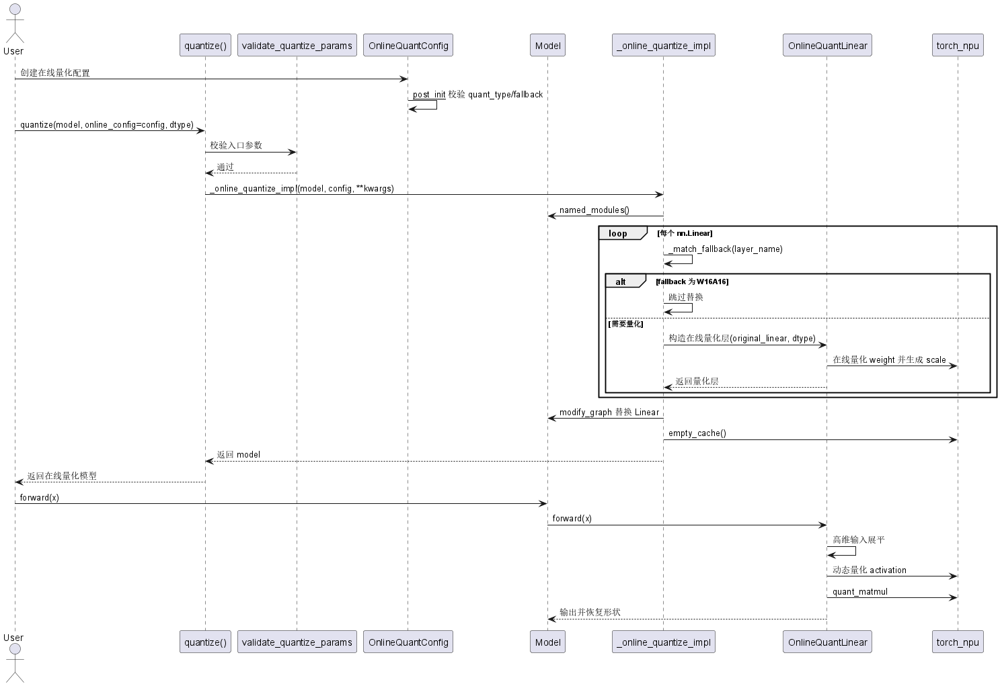 User
quantize()
validate_quantize_params
OnlineQuantConfig
Model
_online_quantize_impl
OnlineQuantLinear
torch_npu
创建在线量化配置
post_init 校验 quant_type/fallback
quantize(model, online_config=config, dtype)
校验入口参数
通过
_online_quantize_impl(model, config, **kwargs)
named_modules()
loop
[每个 nn.Linear]
_match_fallback(layer_name)
alt
[fallback 为 W16A16]
跳过替换
[需要量化]
构造在线量化层(original_linear, dtype)
在线量化 weight 并生成 scale
返回量化层
modify_graph 替换 Linear
empty_cache()
返回 model
返回在线量化模型
forward(x)
forward(x)
高维输入展平
动态量化 activation
quant_matmul
输出并恢复形状
User
quantize()
validate_quantize_params
OnlineQuantConfig
Model
_online_quantize_impl
OnlineQuantLinear
torch_npu